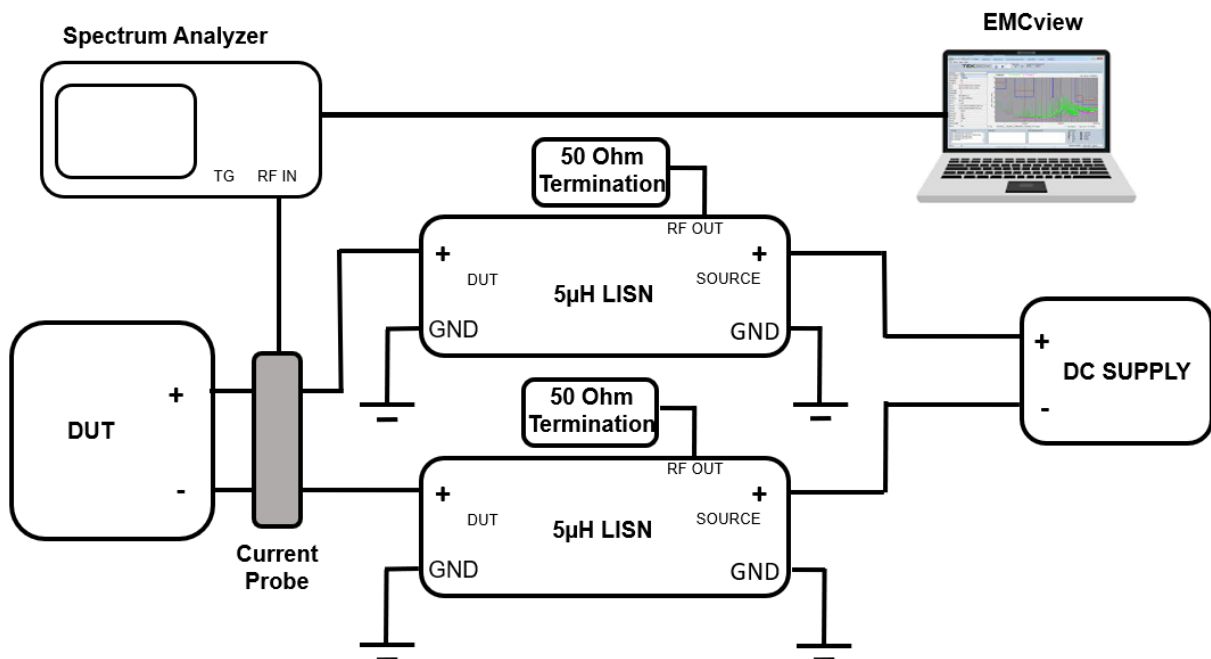 EMCview
Spectrum Analyzer
TG RF IN
50 Ohm
Termination
RF OUT
+ +
DUT SOURCE
5µH LISN
GND GND
+
DUT
-
Current
Probe
50 Ohm
Termination
RF OUT
+ +
DUT SOURCE
5µH LISN
GND GND
+
DC SUPPLY
-